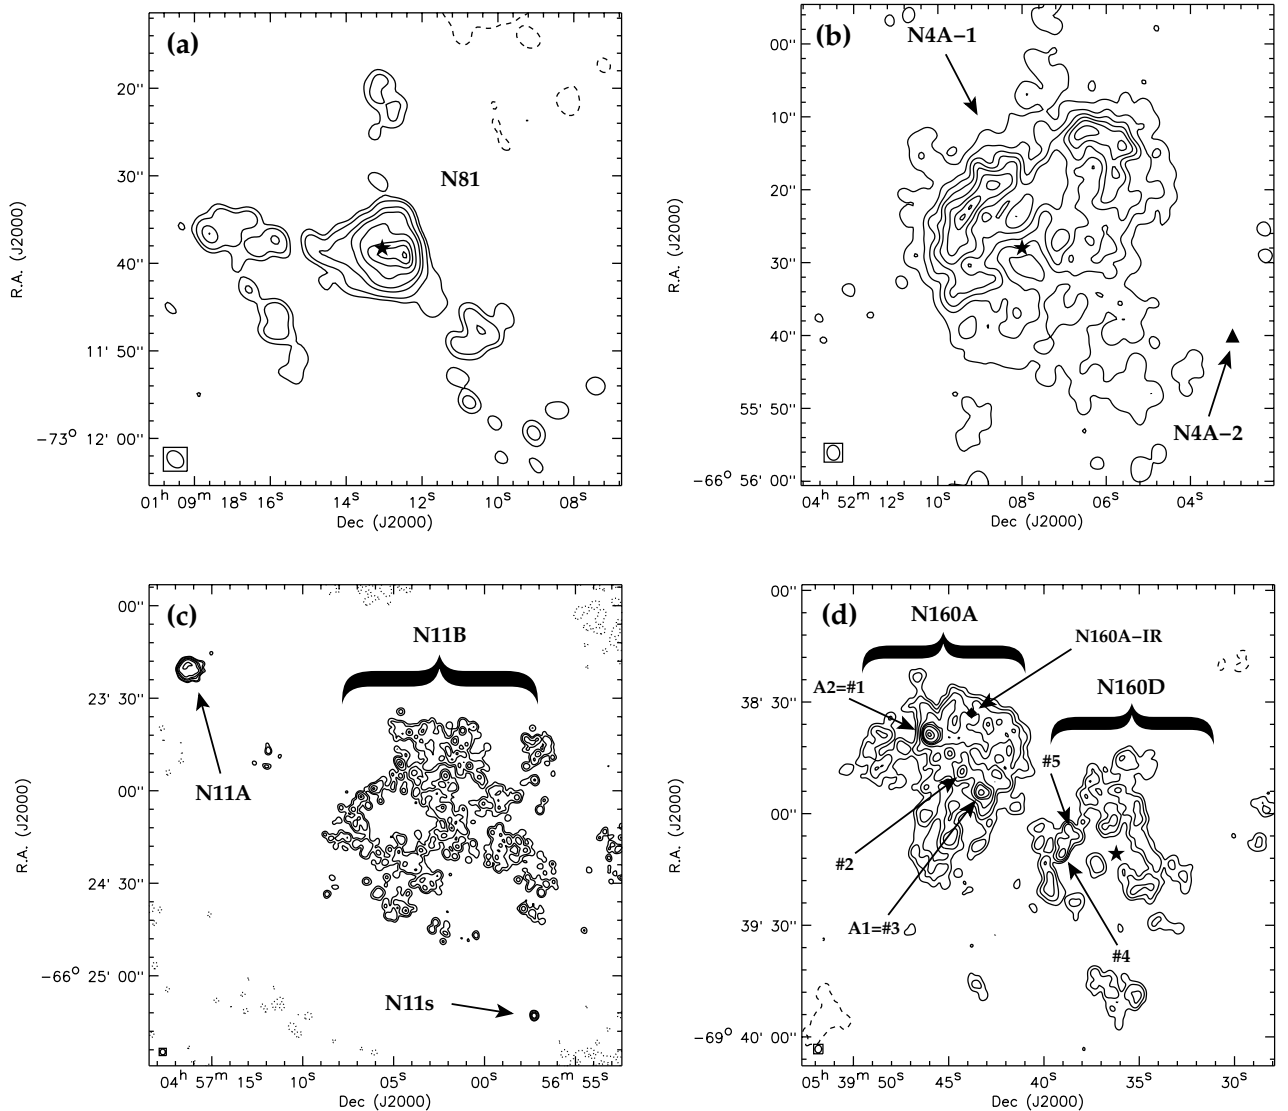 (a)
N81
20"
30"
40"
11' 50"
−73° 12' 00"
R.A. (J2000)
01ʰ 09ᵐ 18ˢ 16ˢ 14ˢ 12ˢ 10ˢ 08ˢ
Dec (J2000)
(b)
N4A−1
N4A−2
00"
10"
20"
30"
40"
55' 50"
−66° 56' 00"
R.A. (J2000)
04ʰ 52ᵐ 12ˢ 10ˢ 08ˢ 06ˢ 04ˢ
Dec (J2000)
(c)
N11B
N11A
N11s
00"
23' 30"
00"
24' 30"
−66° 25' 00"
R.A. (J2000)
04ʰ 57ᵐ 15ˢ 10ˢ 05ˢ 00ˢ 56ᵐ 55ˢ
Dec (J2000)
(d)
N160A
N160A−IR
A2=#1
N160D
#5
#2
A1=#3
#4
00"
38' 30"
00"
39' 30"
−69° 40' 00"
R.A. (J2000)
05ʰ 39ᵐ 50ˢ 45ˢ 40ˢ 35ˢ 30ˢ
Dec (J2000)